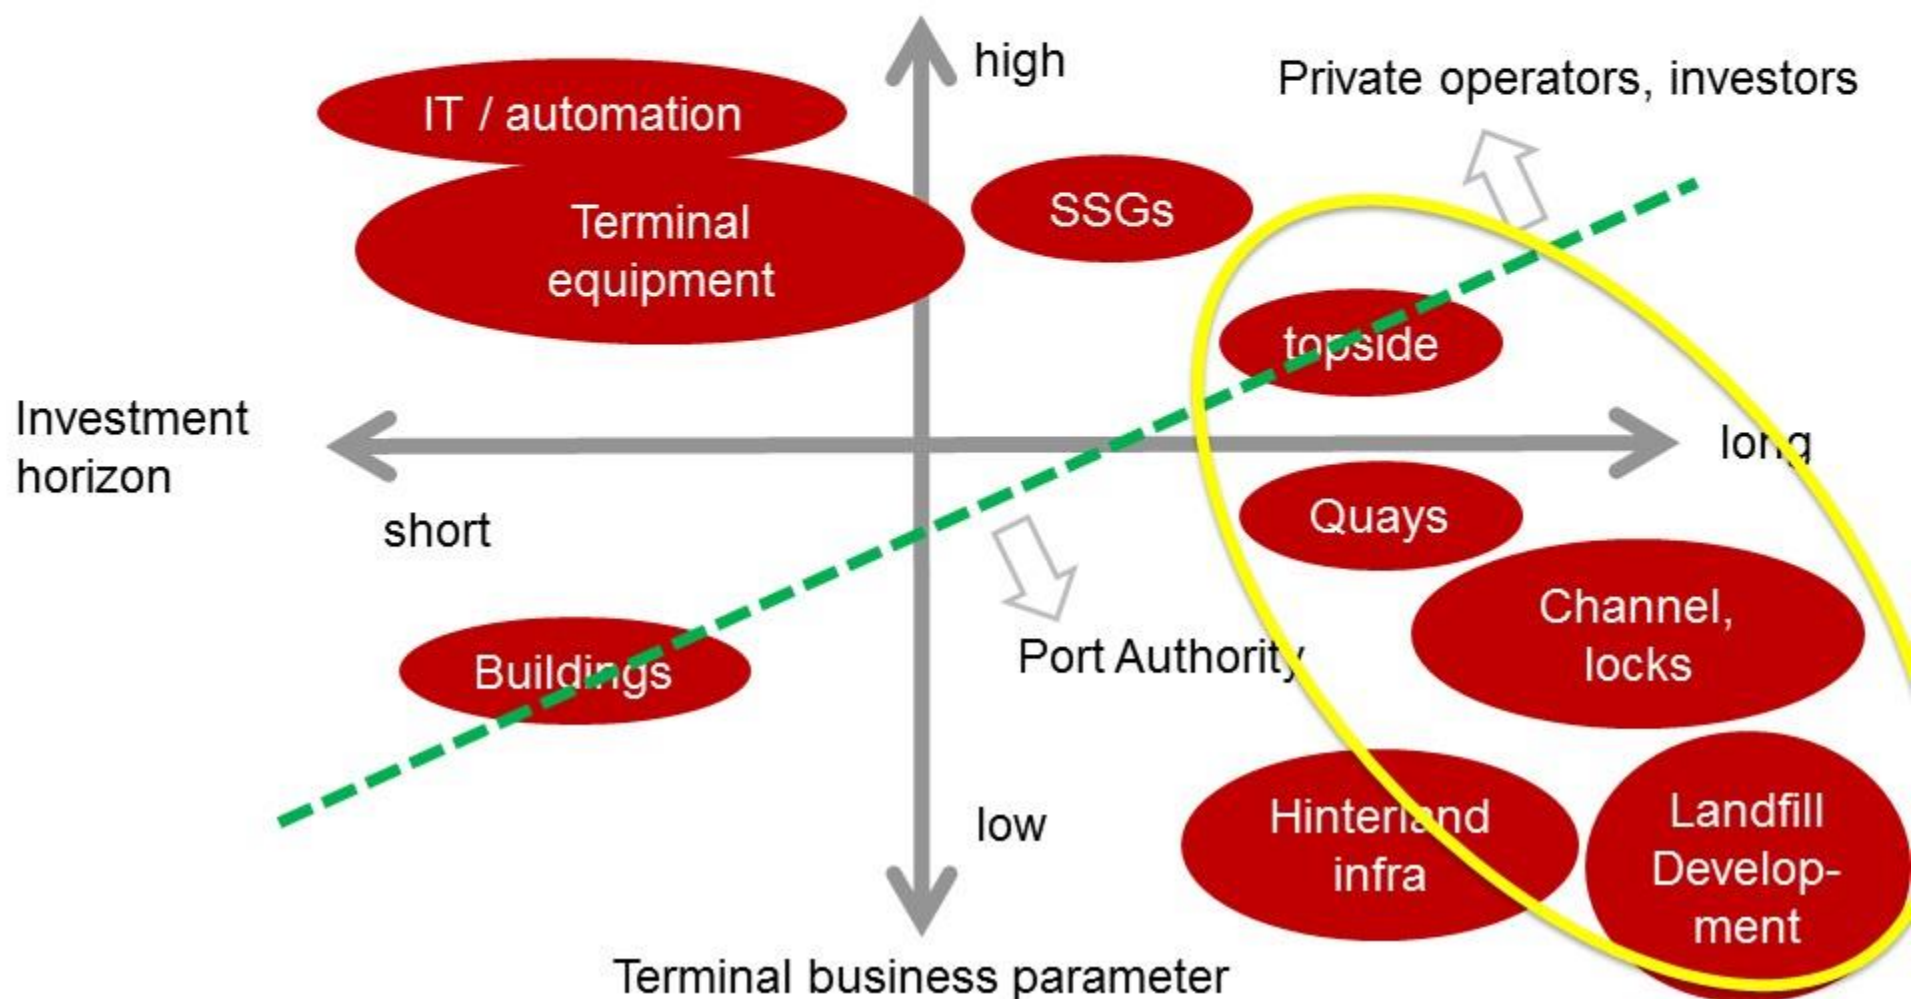 high
Private operators, investors
IT / automation
Terminal
equipment
SSGs
topside
Investment
horizon
long
short
Quays
Channel,
locks
Port Authority
Buildings
low
Hinterland
infra
Landfill
Develop-
ment
Terminal business parameter